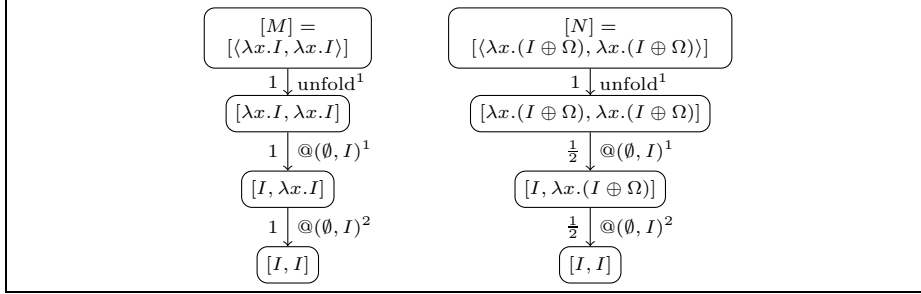 [M] =
[⟨λx.I, λx.I⟩]
1 unfold¹
[λx.I, λx.I]
1 @(∅, I)¹
[I, λx.I]
1 @(∅, I)²
[I, I]
[N] =
[⟨λx.(I ⊕ Ω), λx.(I ⊕ Ω)⟩]
1 unfold¹
[λx.(I ⊕ Ω), λx.(I ⊕ Ω)]
½ @(∅, I)¹
[I, λx.(I ⊕ Ω)]
½ @(∅, I)²
[I, I]